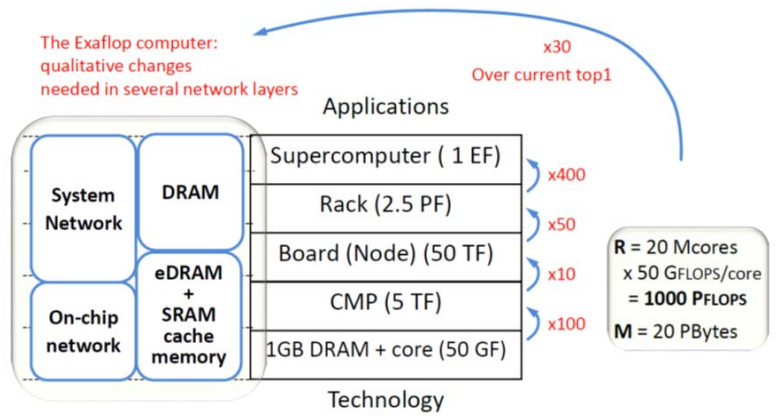 The Exaflop computer:
qualitative changes
needed in several network layers
x30
Over current top1
Applications
System
Network
DRAM
On-chip
network
eDRAM
+
SRAM
cache
memory
Supercomputer ( 1 EF)
Rack (2.5 PF)
Board (Node) (50 TF)
CMP (5 TF)
1GB DRAM + core (50 GF)
x400
x50
x10
x100
Technology
R = 20 Mcores
x 50 GFLOPS/core
= 1000 PFLOPS
M = 20 PBytes